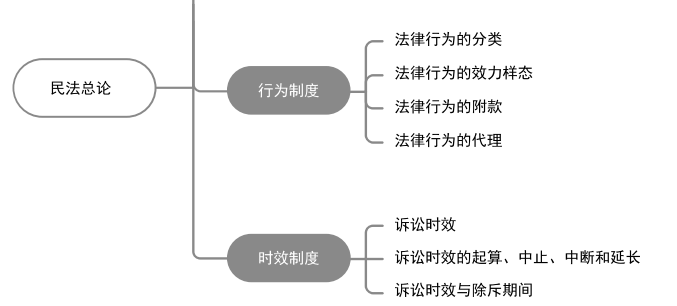 民法总论
行为制度
法律行为的分类
法律行为的效力样态
法律行为的附款
法律行为的代理
时效制度
诉讼时效
诉讼时效的起算、中止、中断和延长
诉讼时效与除斥期间